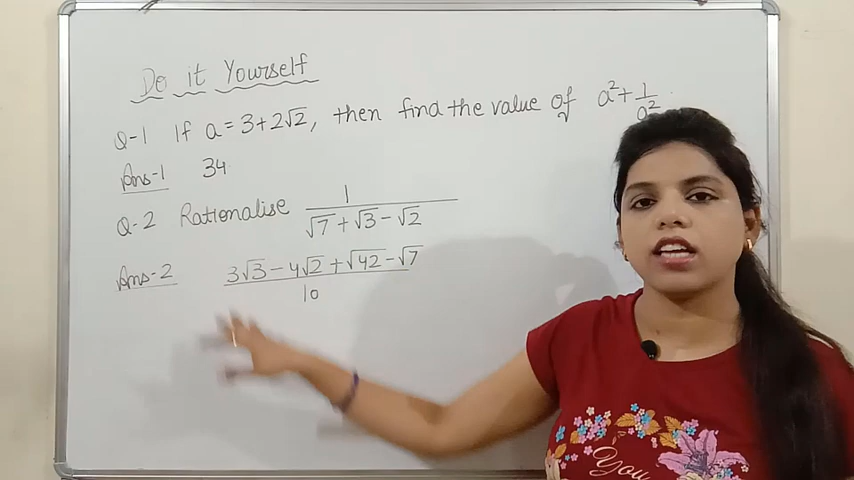 Do it Yourself
Q-1 If a = 3+2√2, then find the value of a²+1/a².
Ans-1 34
Q-2 Rationalise 1/(√7+√3-√2)
Ans-2 (3√3-4√2+√42-√7)/10
You